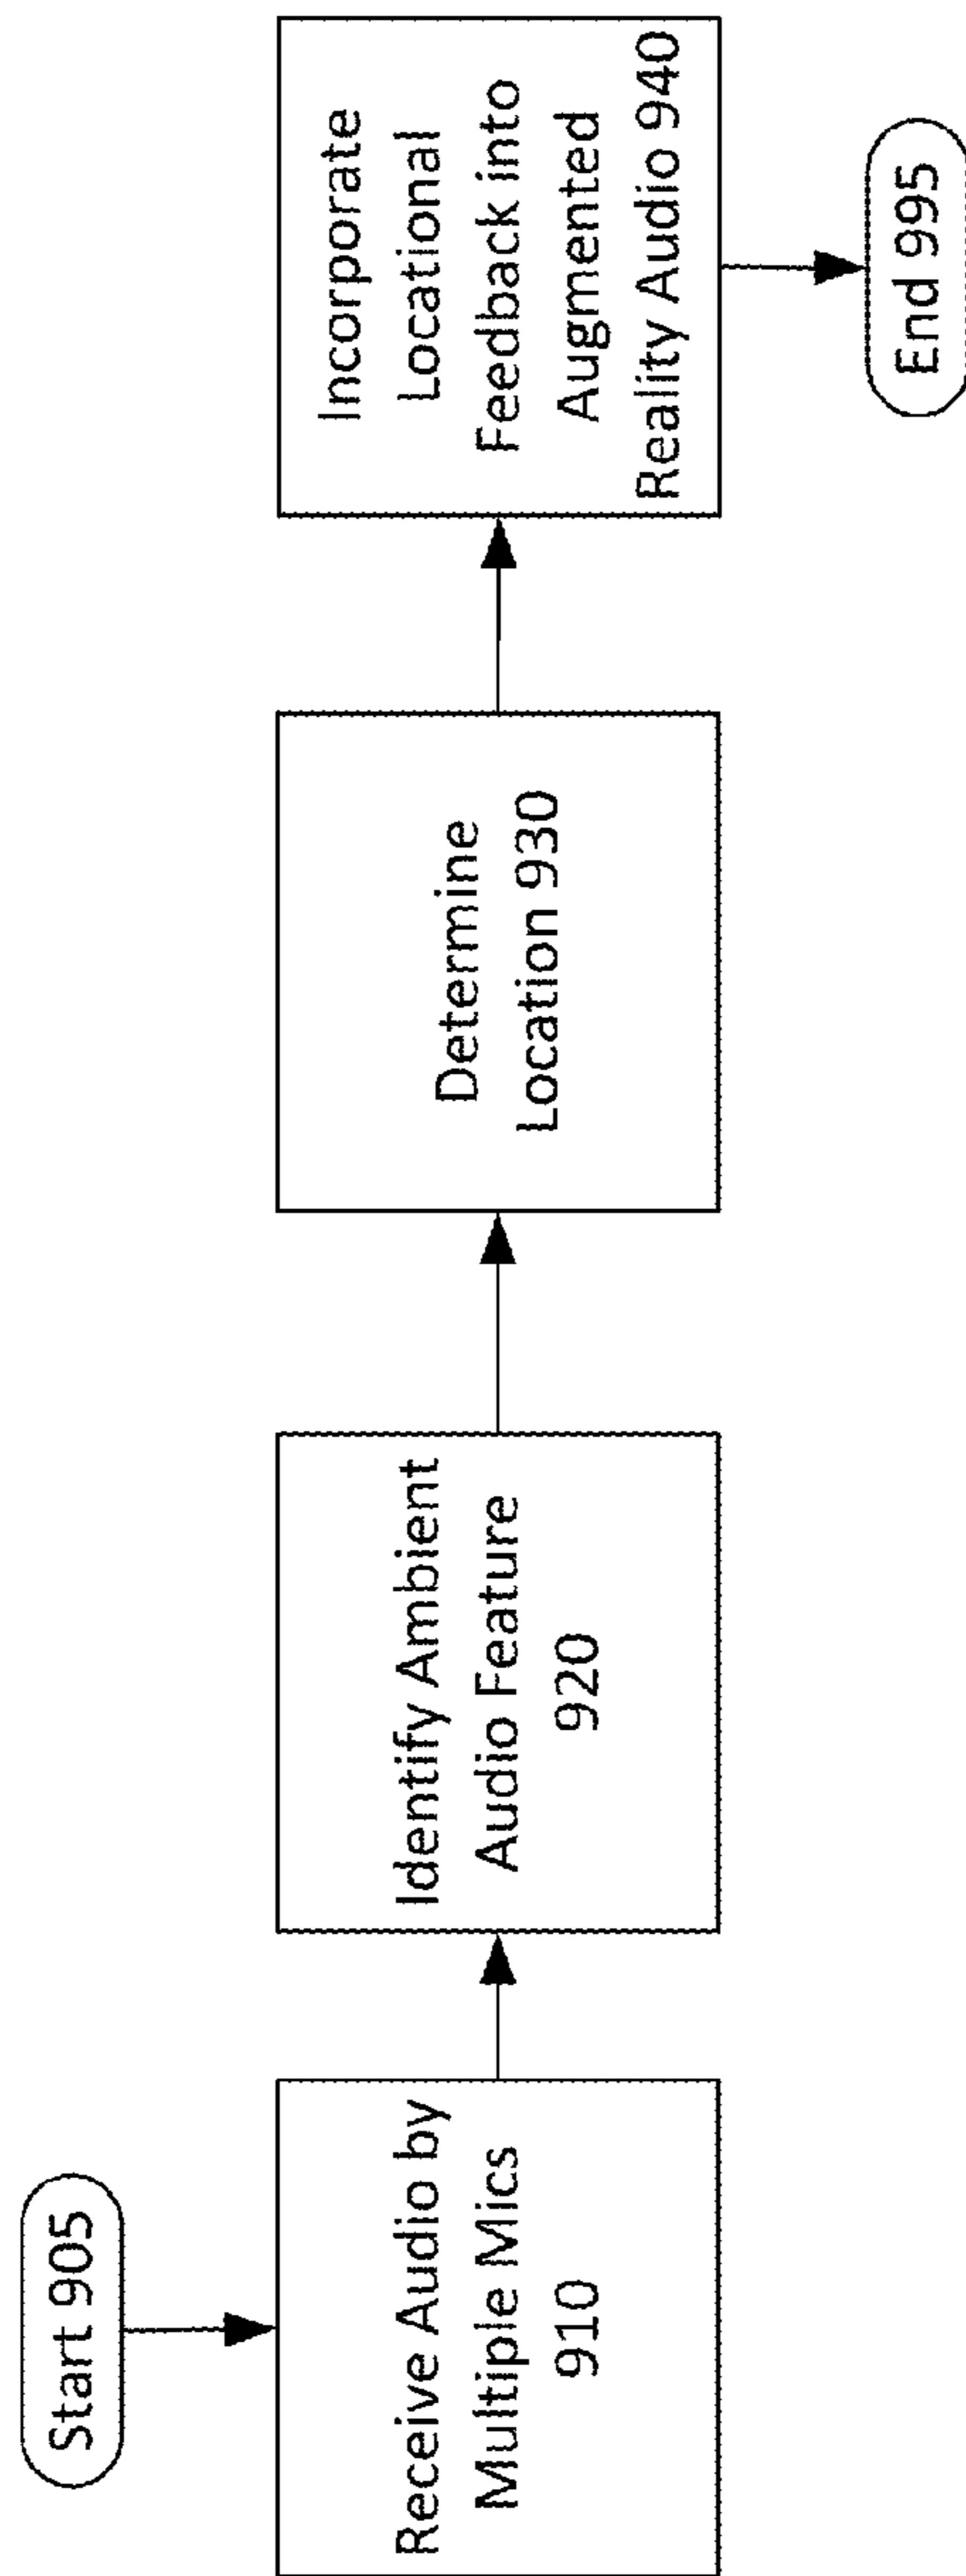 Start 905
Receive Audio by
Multiple Mics
910
Identify Ambient
Audio Feature
920
Determine
Location 930
Incorporate
Locational
Feedback into
Augmented
Reality Audio 940
End 995